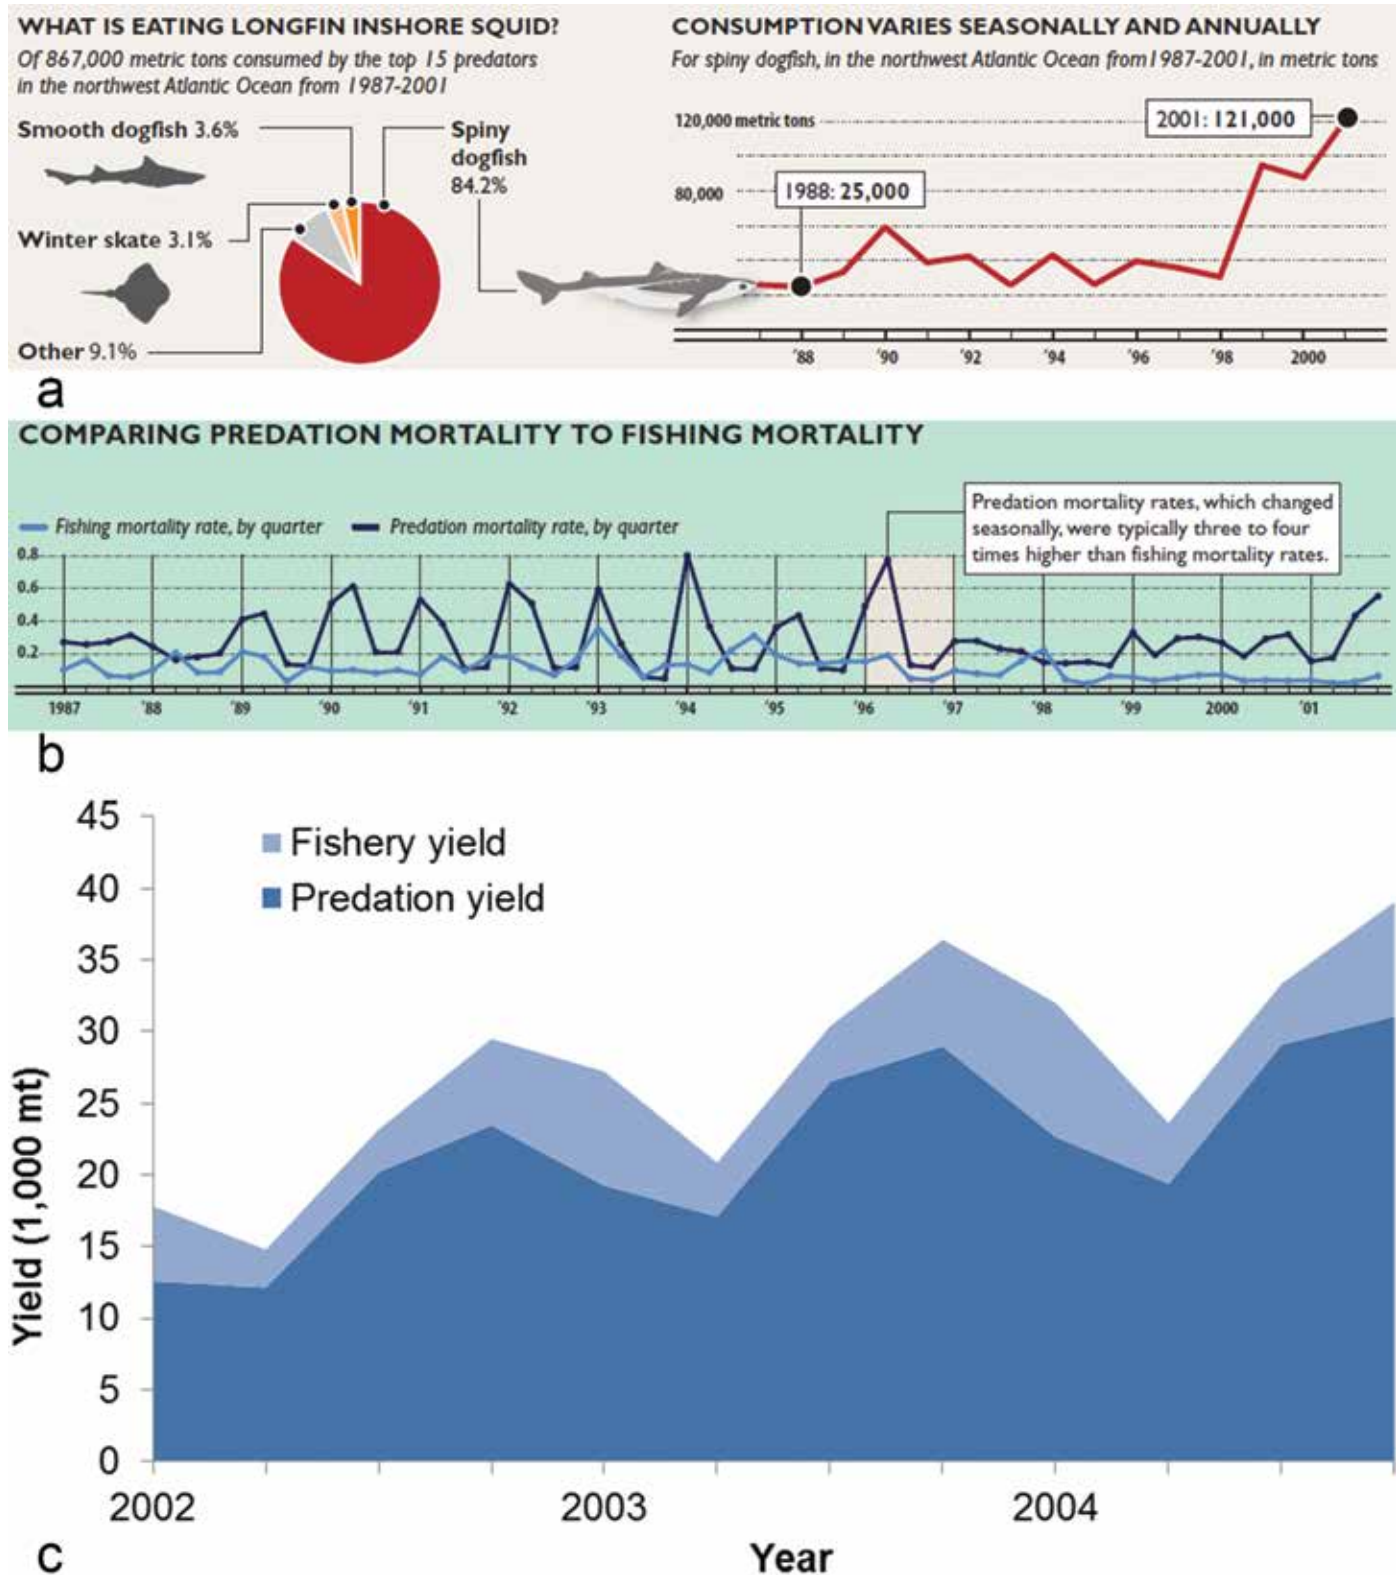 WHAT IS EATING LONGFIN INSHORE SQUID?
Of 867,000 metric tons consumed by the top 15 predators
in the northwest Atlantic Ocean from 1987-2001
Smooth dogfish 3.6%
Spiny
dogfish
84.2%
Winter skate 3.1%
Other 9.1%
CONSUMPTION VARIES SEASONALLY AND ANNUALLY
For spiny dogfish, in the northwest Atlantic Ocean from 1987-2001, in metric tons
120,000 metric tons
2001: 121,000
80,000
1988: 25,000
'88 '90 '92 '94 '96 '98 2000
a
COMPARING PREDATION MORTALITY TO FISHING MORTALITY
Predation mortality rates, which changed
seasonally, were typically three to four
times higher than fishing mortality rates.
Fishing mortality rate, by quarter Predation mortality rate, by quarter
0.8
0.6
0.4
0.2
1987 '88 '89 '90 '91 '92 '93 '94 '95 '96 '97 '98 '99 2000 '01
b
45
Fishery yield
40
Predation yield
35
30
25
20
15
10
5
0
Yield (1,000 mt)
2002 2003 2004
Year
c